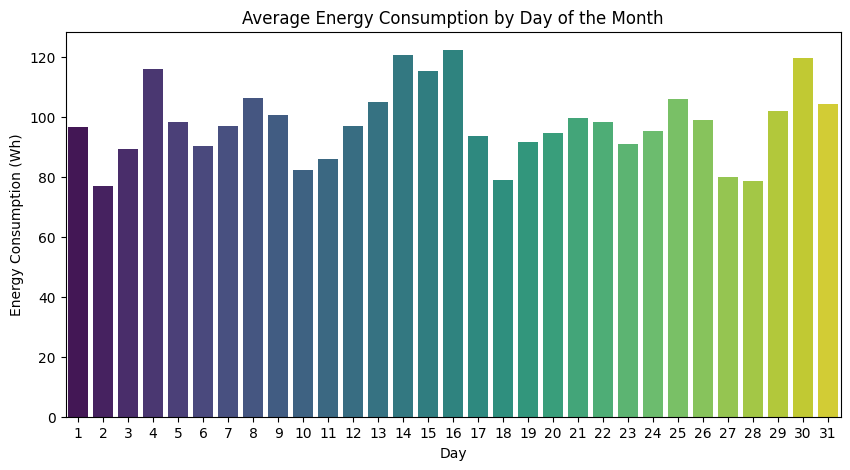 Average Energy Consumption by Day of the Month
Energy Consumption (Wh)
120
100
80
60
40
20
0
1 2 3 4 5 6 7 8 9 10 11 12 13 14 15 16 17 18 19 20 21 22 23 24 25 26 27 28 29 30 31
Day